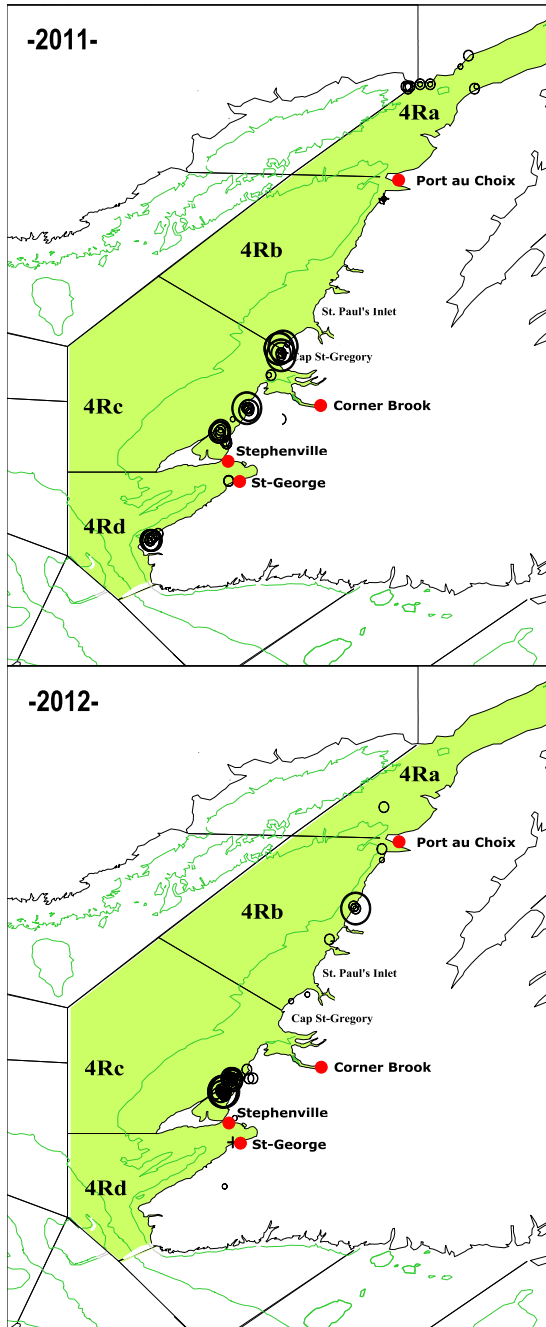 -2011-
4Ra
Port au Choix
4Rb
St. Paul's Inlet
Cap St-Gregory
4Rc
Corner Brook
Stephenville
St-George
4Rd
-2012-
4Ra
Port au Choix
4Rb
St. Paul's Inlet
Cap St-Gregory
4Rc
Corner Brook
Stephenville
St-George
4Rd